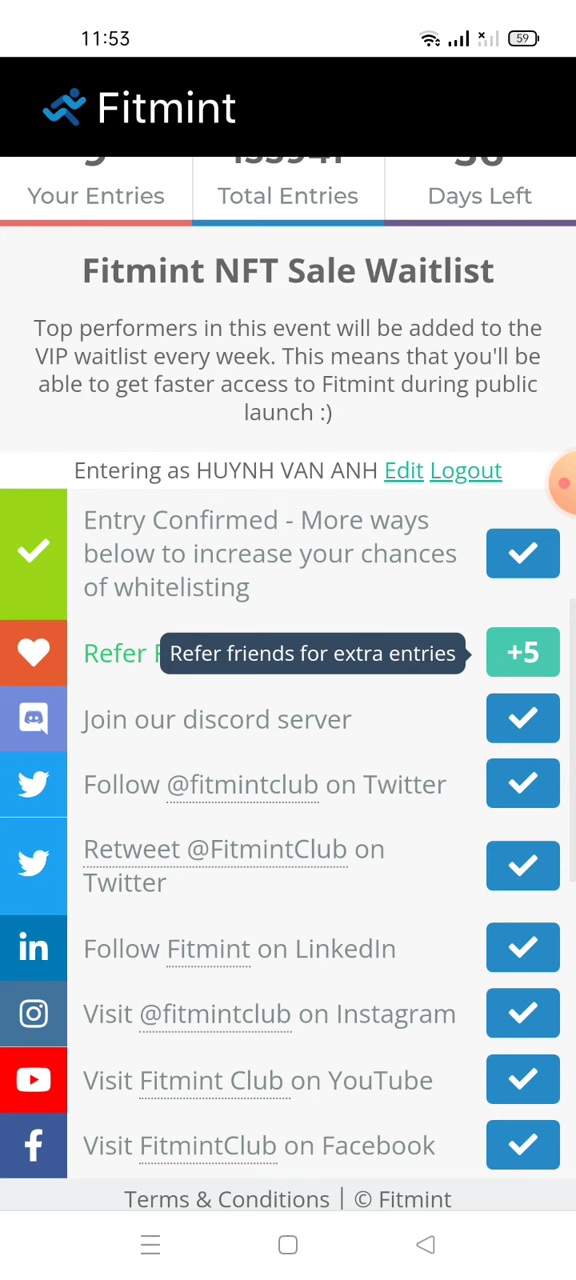 11:53
59
Fitmint
Your Entries
Total Entries
Days Left
Fitmint NFT Sale Waitlist
Top performers in this event will be added to the
VIP waitlist every week. This means that you'll be
able to get faster access to Fitmint during public
launch :)
Entering as HUYNH VAN ANH Edit Logout
Entry Confirmed - More ways
below to increase your chances
of whitelisting
Refer
Refer friends for extra entries
+5
Join our discord server
Follow @fitmintclub on Twitter
Retweet @FitmintClub on
Twitter
in
Follow Fitmint on LinkedIn
Visit @fitmintclub on Instagram
Visit Fitmint Club on YouTube
Visit FitmintClub on Facebook
Terms & Conditions | © Fitmint